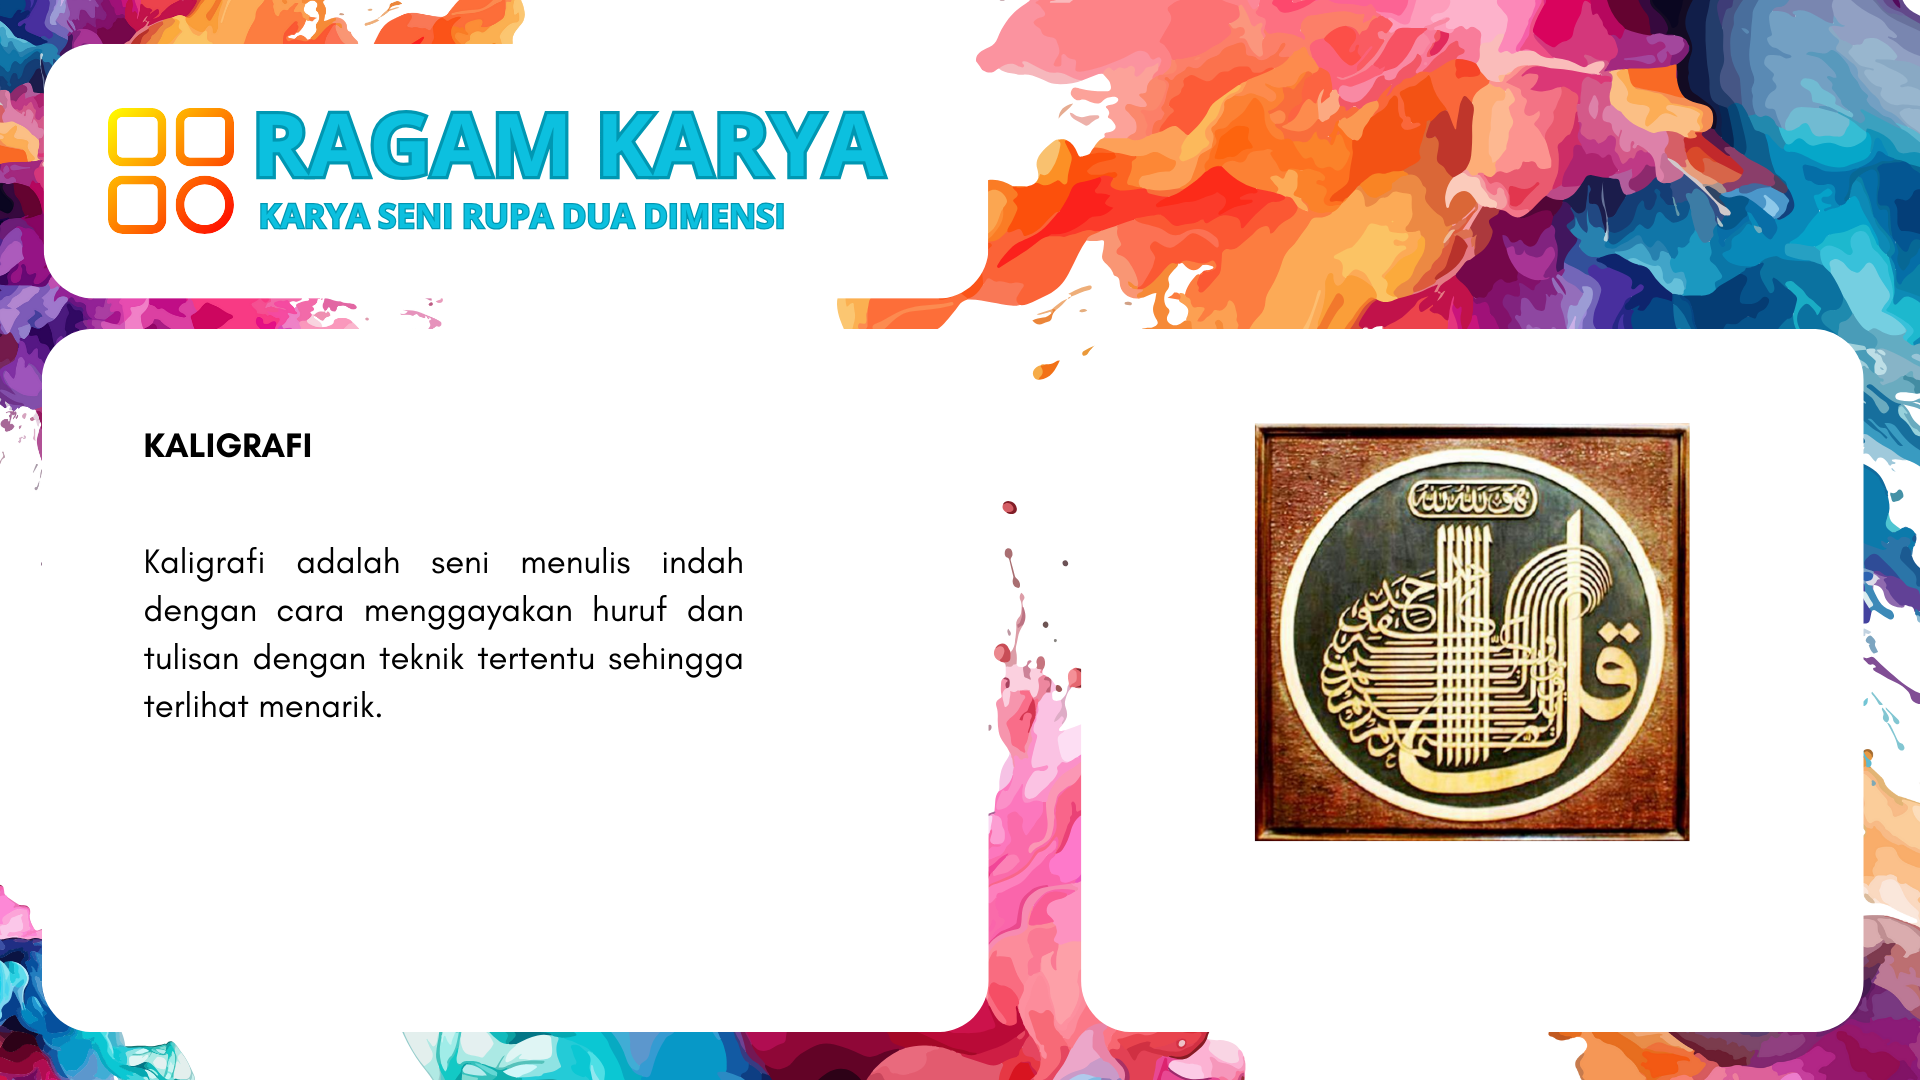 RAGAM KARYA
KARYA SENI RUPA DUA DIMENSI
KALIGRAFI
Kaligrafi adalah seni menulis indah
dengan cara menggayakan huruf dan
tulisan dengan teknik tertentu sehingga
terlihat menarik.
قل